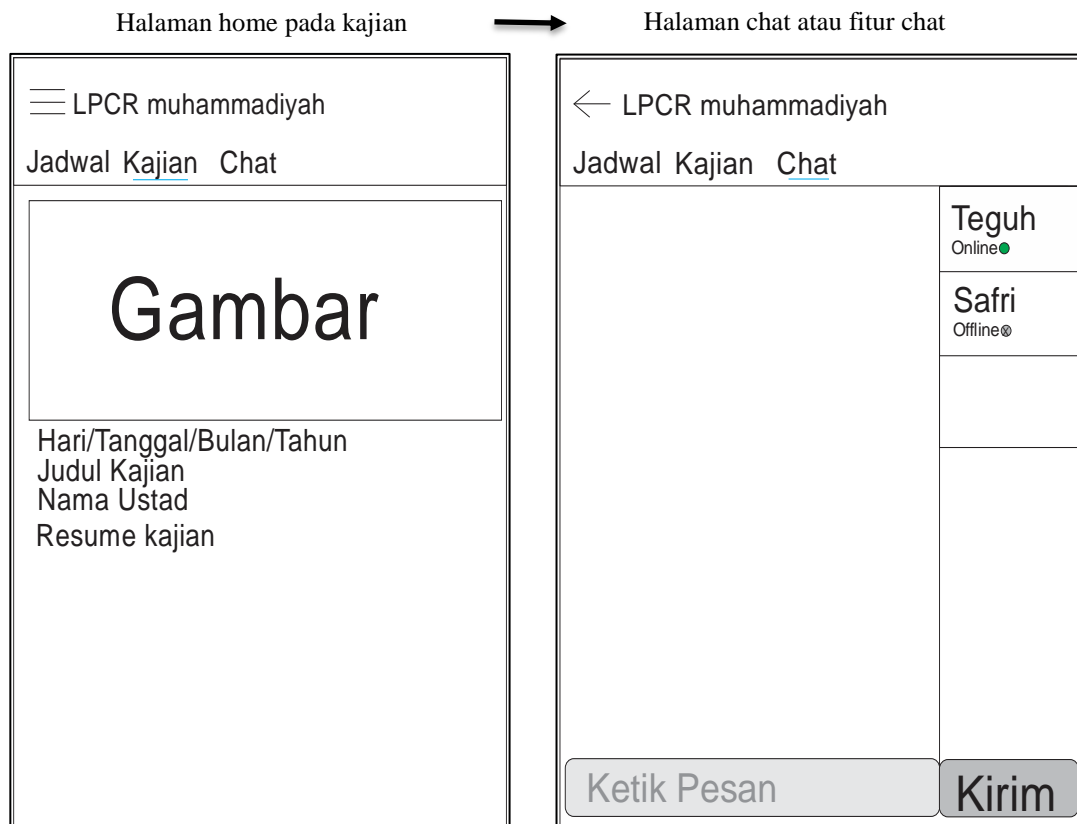 Halaman home pada kajian
Halaman chat atau fitur chat
LPCR muhammadiyah
Jadwal Kajian Chat
Gambar
Hari/Tanggal/Bulan/Tahun
Judul Kajian
Nama Ustad
Resume kajian
LPCR muhammadiyah
Jadwal Kajian Chat
Teguh
Online
Safri
Offline
Ketik Pesan
Kirim